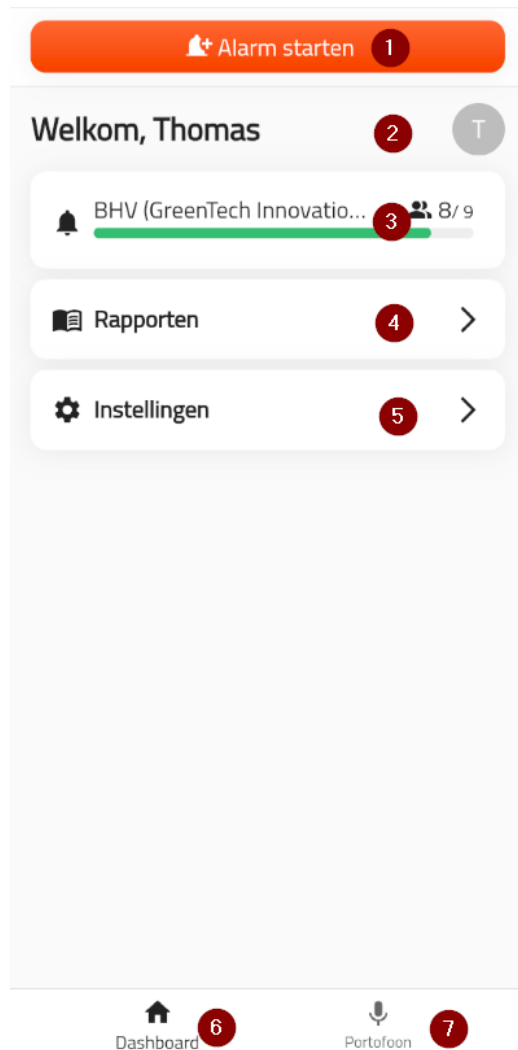 Alarm starten 1
Welkom, Thomas 2 T
BHV (GreenTech Innovatio... 3 8/ 9
Rapporten 4
Instellingen 5
Dashboard 6
Portofoon 7